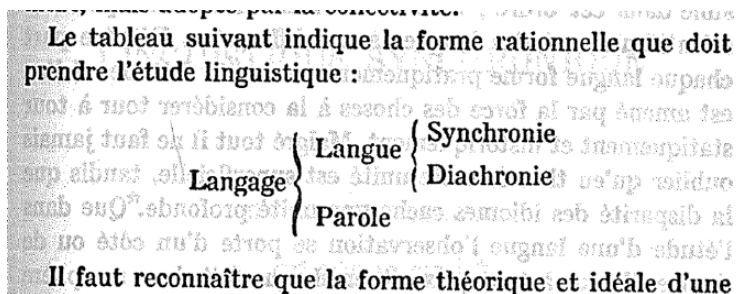 Le tableau suivant indique la forme rationnelle que doit
prendre l'étude linguistique :
Langue
Synchronie
Diachronie
Langage
Parole
Il faut reconnaître que la forme théorique et idéale d'une